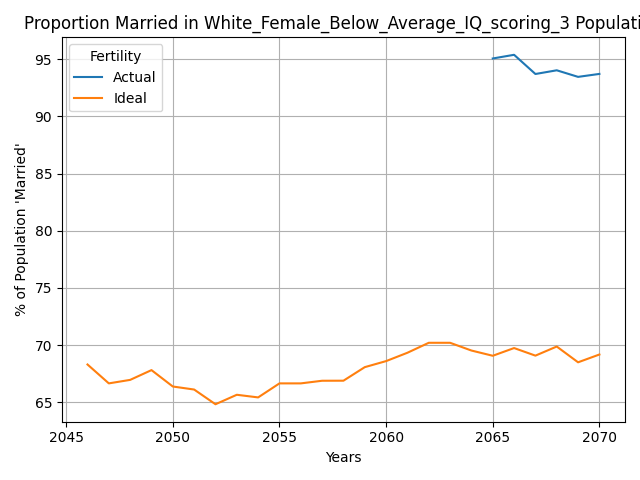 Proportion Married in White_Female_Below_Average_IQ_scoring_3 Populati
95
90
85
80
75
70
65
% of Population 'Married'
Fertility
Actual
Ideal
2045 2050 2055 2060 2065 2070
Years